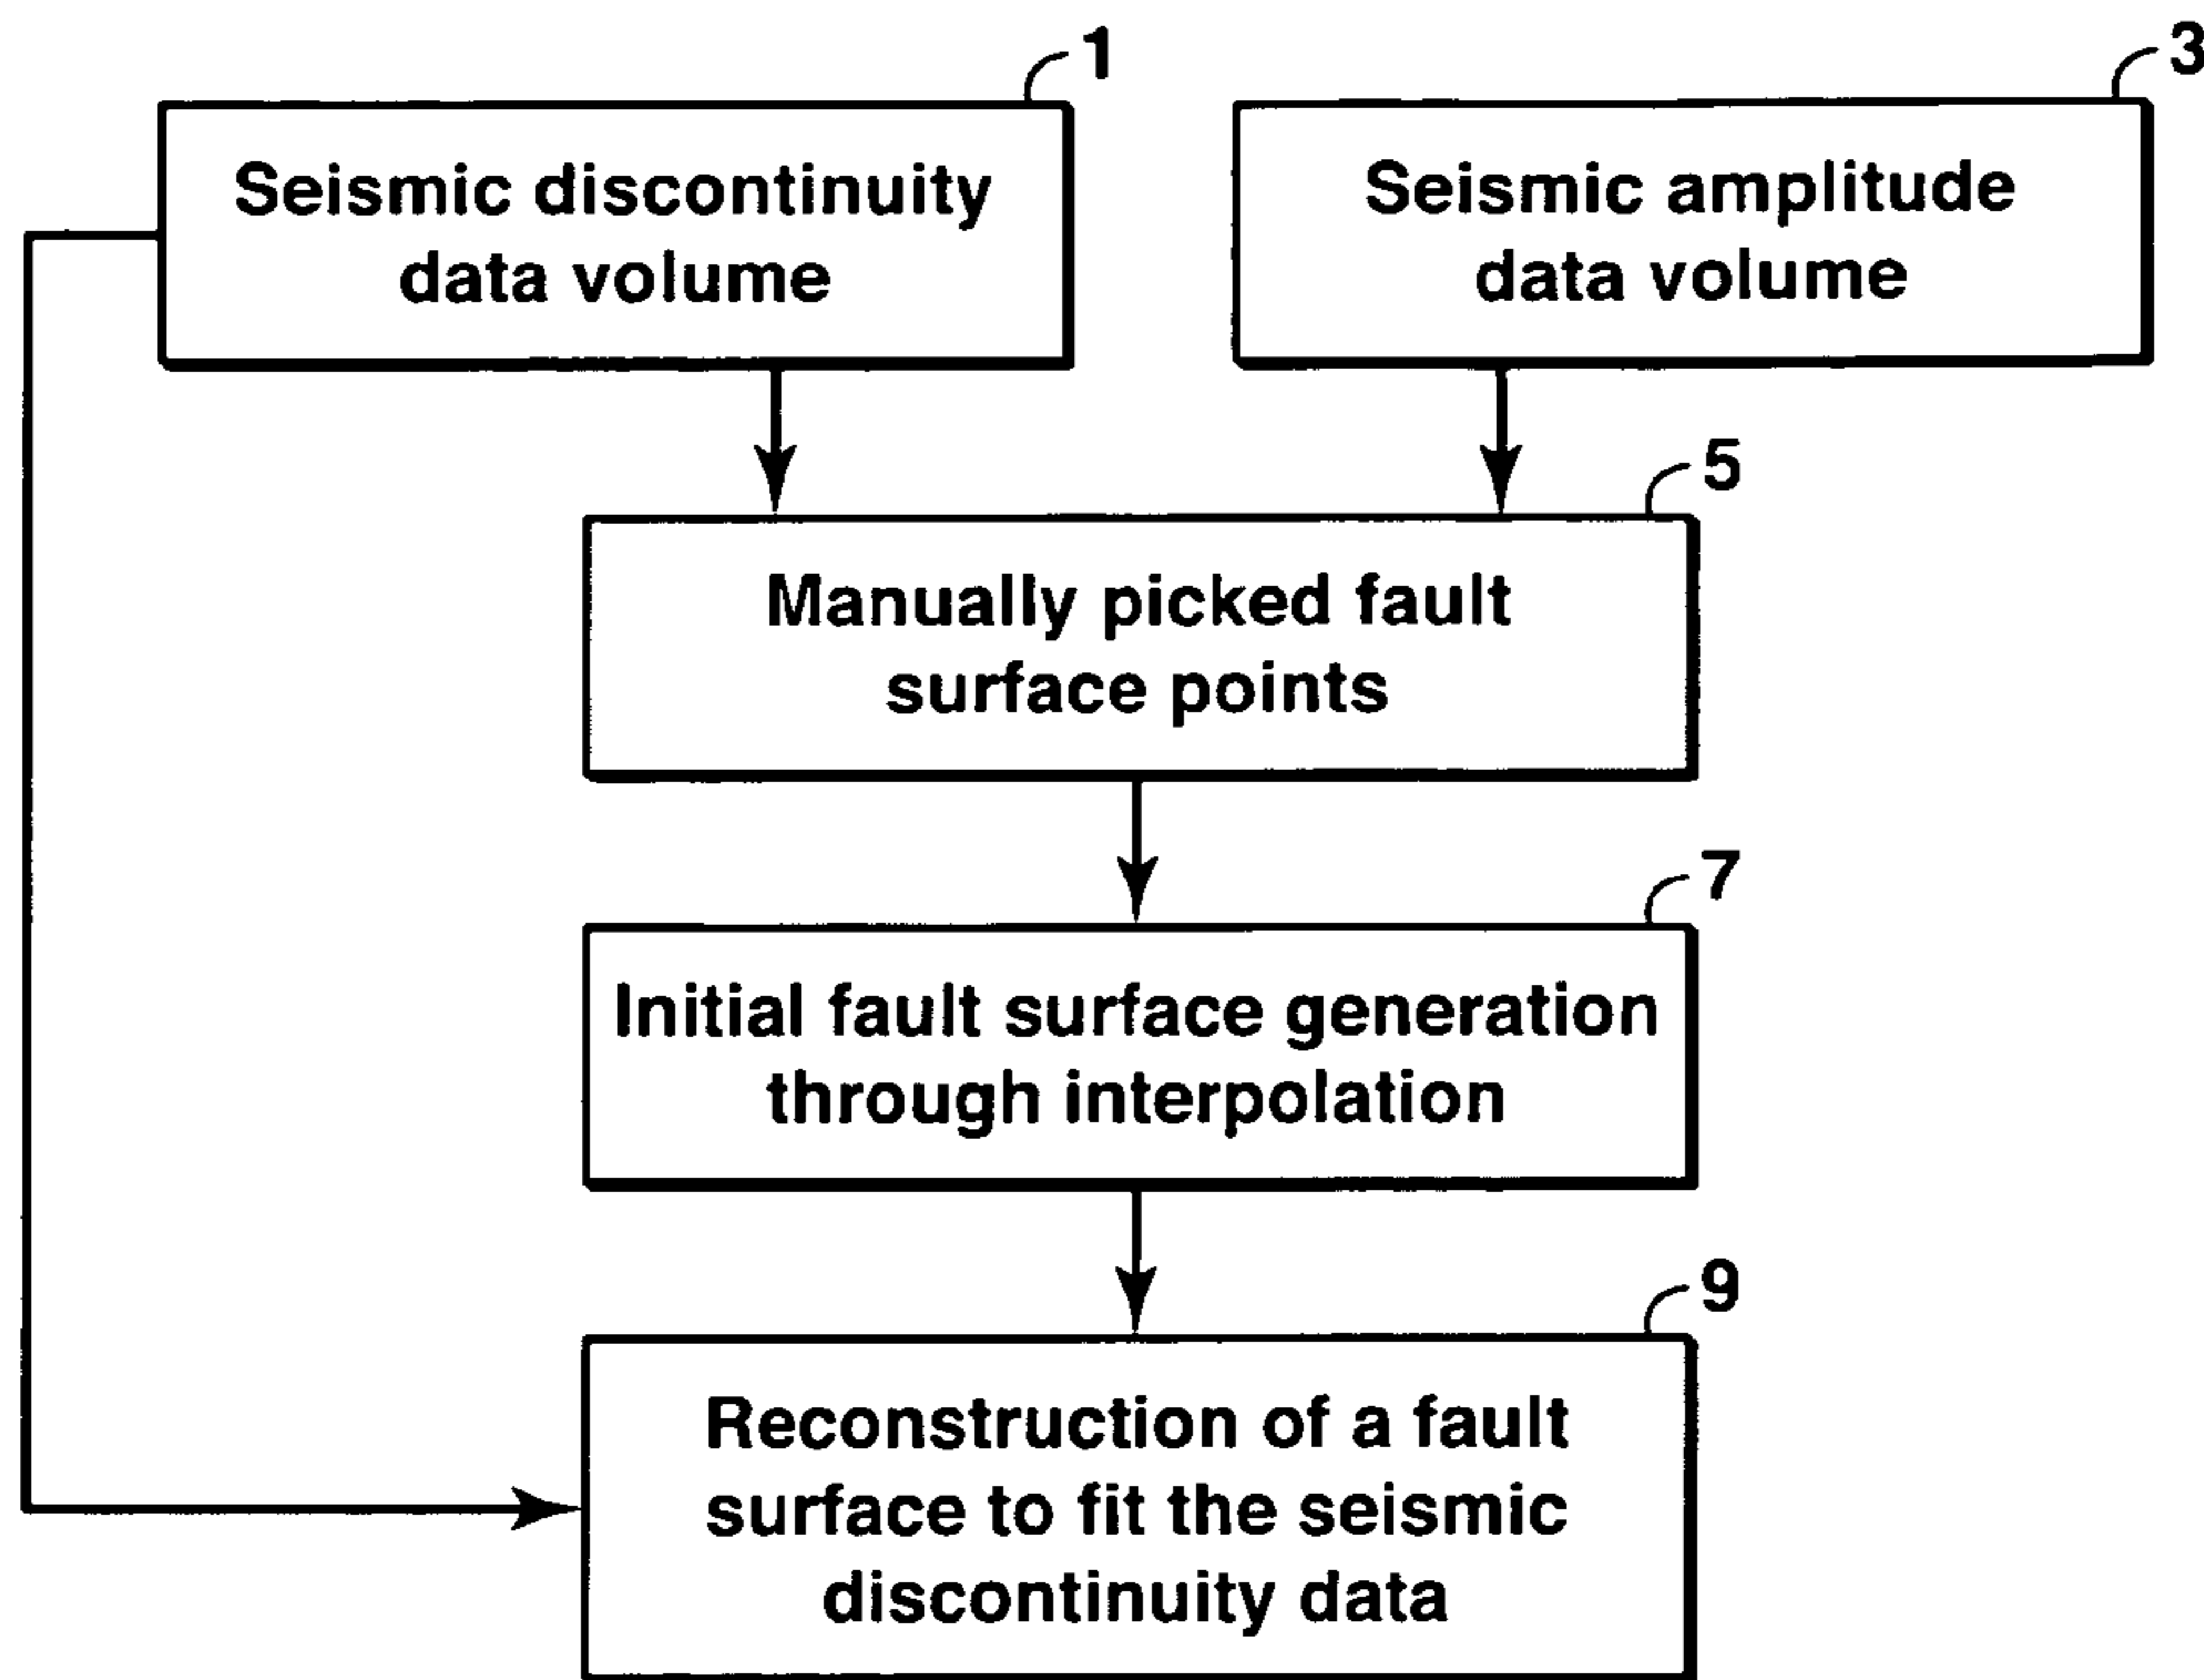 1
Seismic discontinuity
data volume
3
Seismic amplitude
data volume
5
Manually picked fault
surface points
7
Initial fault surface generation
through interpolation
9
Reconstruction of a fault
surface to fit the seismic
discontinuity data